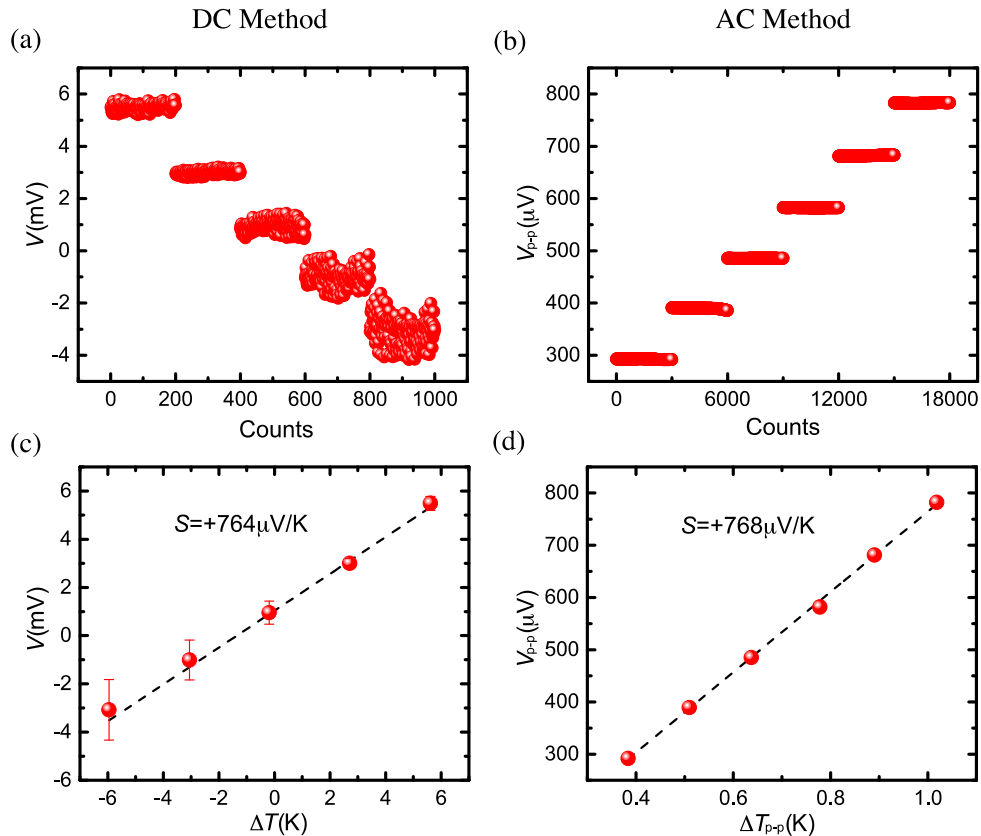 DC Method
AC Method
(a)
(b)
6
4
2
0
-2
-4
V(mV)
0
200
400
600
800
1000
Counts
800
700
600
500
400
300
Vp-p(μV)
0
6000
12000
18000
Counts
(c)
(d)
6
4
2
0
-2
-4
-6
V(mV)
S=+764μV/K
-6
-4
-2
0
2
4
6
ΔT(K)
800
700
600
500
400
300
Vp-p(μV)
S=+768μV/K
0.4
0.6
0.8
1.0
ΔTp-p(K)